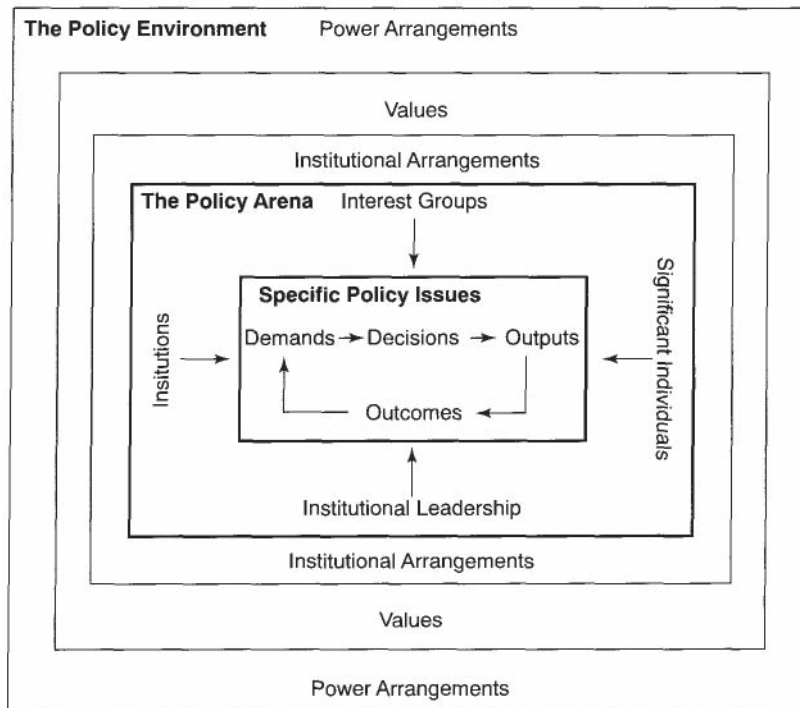 The Policy Environment Power Arrangements
Values
Institutional Arrangements
The Policy Arena Interest Groups
Specific Policy Issues
Insitutions
Demands Decisions Outputs
Significant Individuals
Outcomes
Institutional Leadership
Institutional Arrangements
Values
Power Arrangements